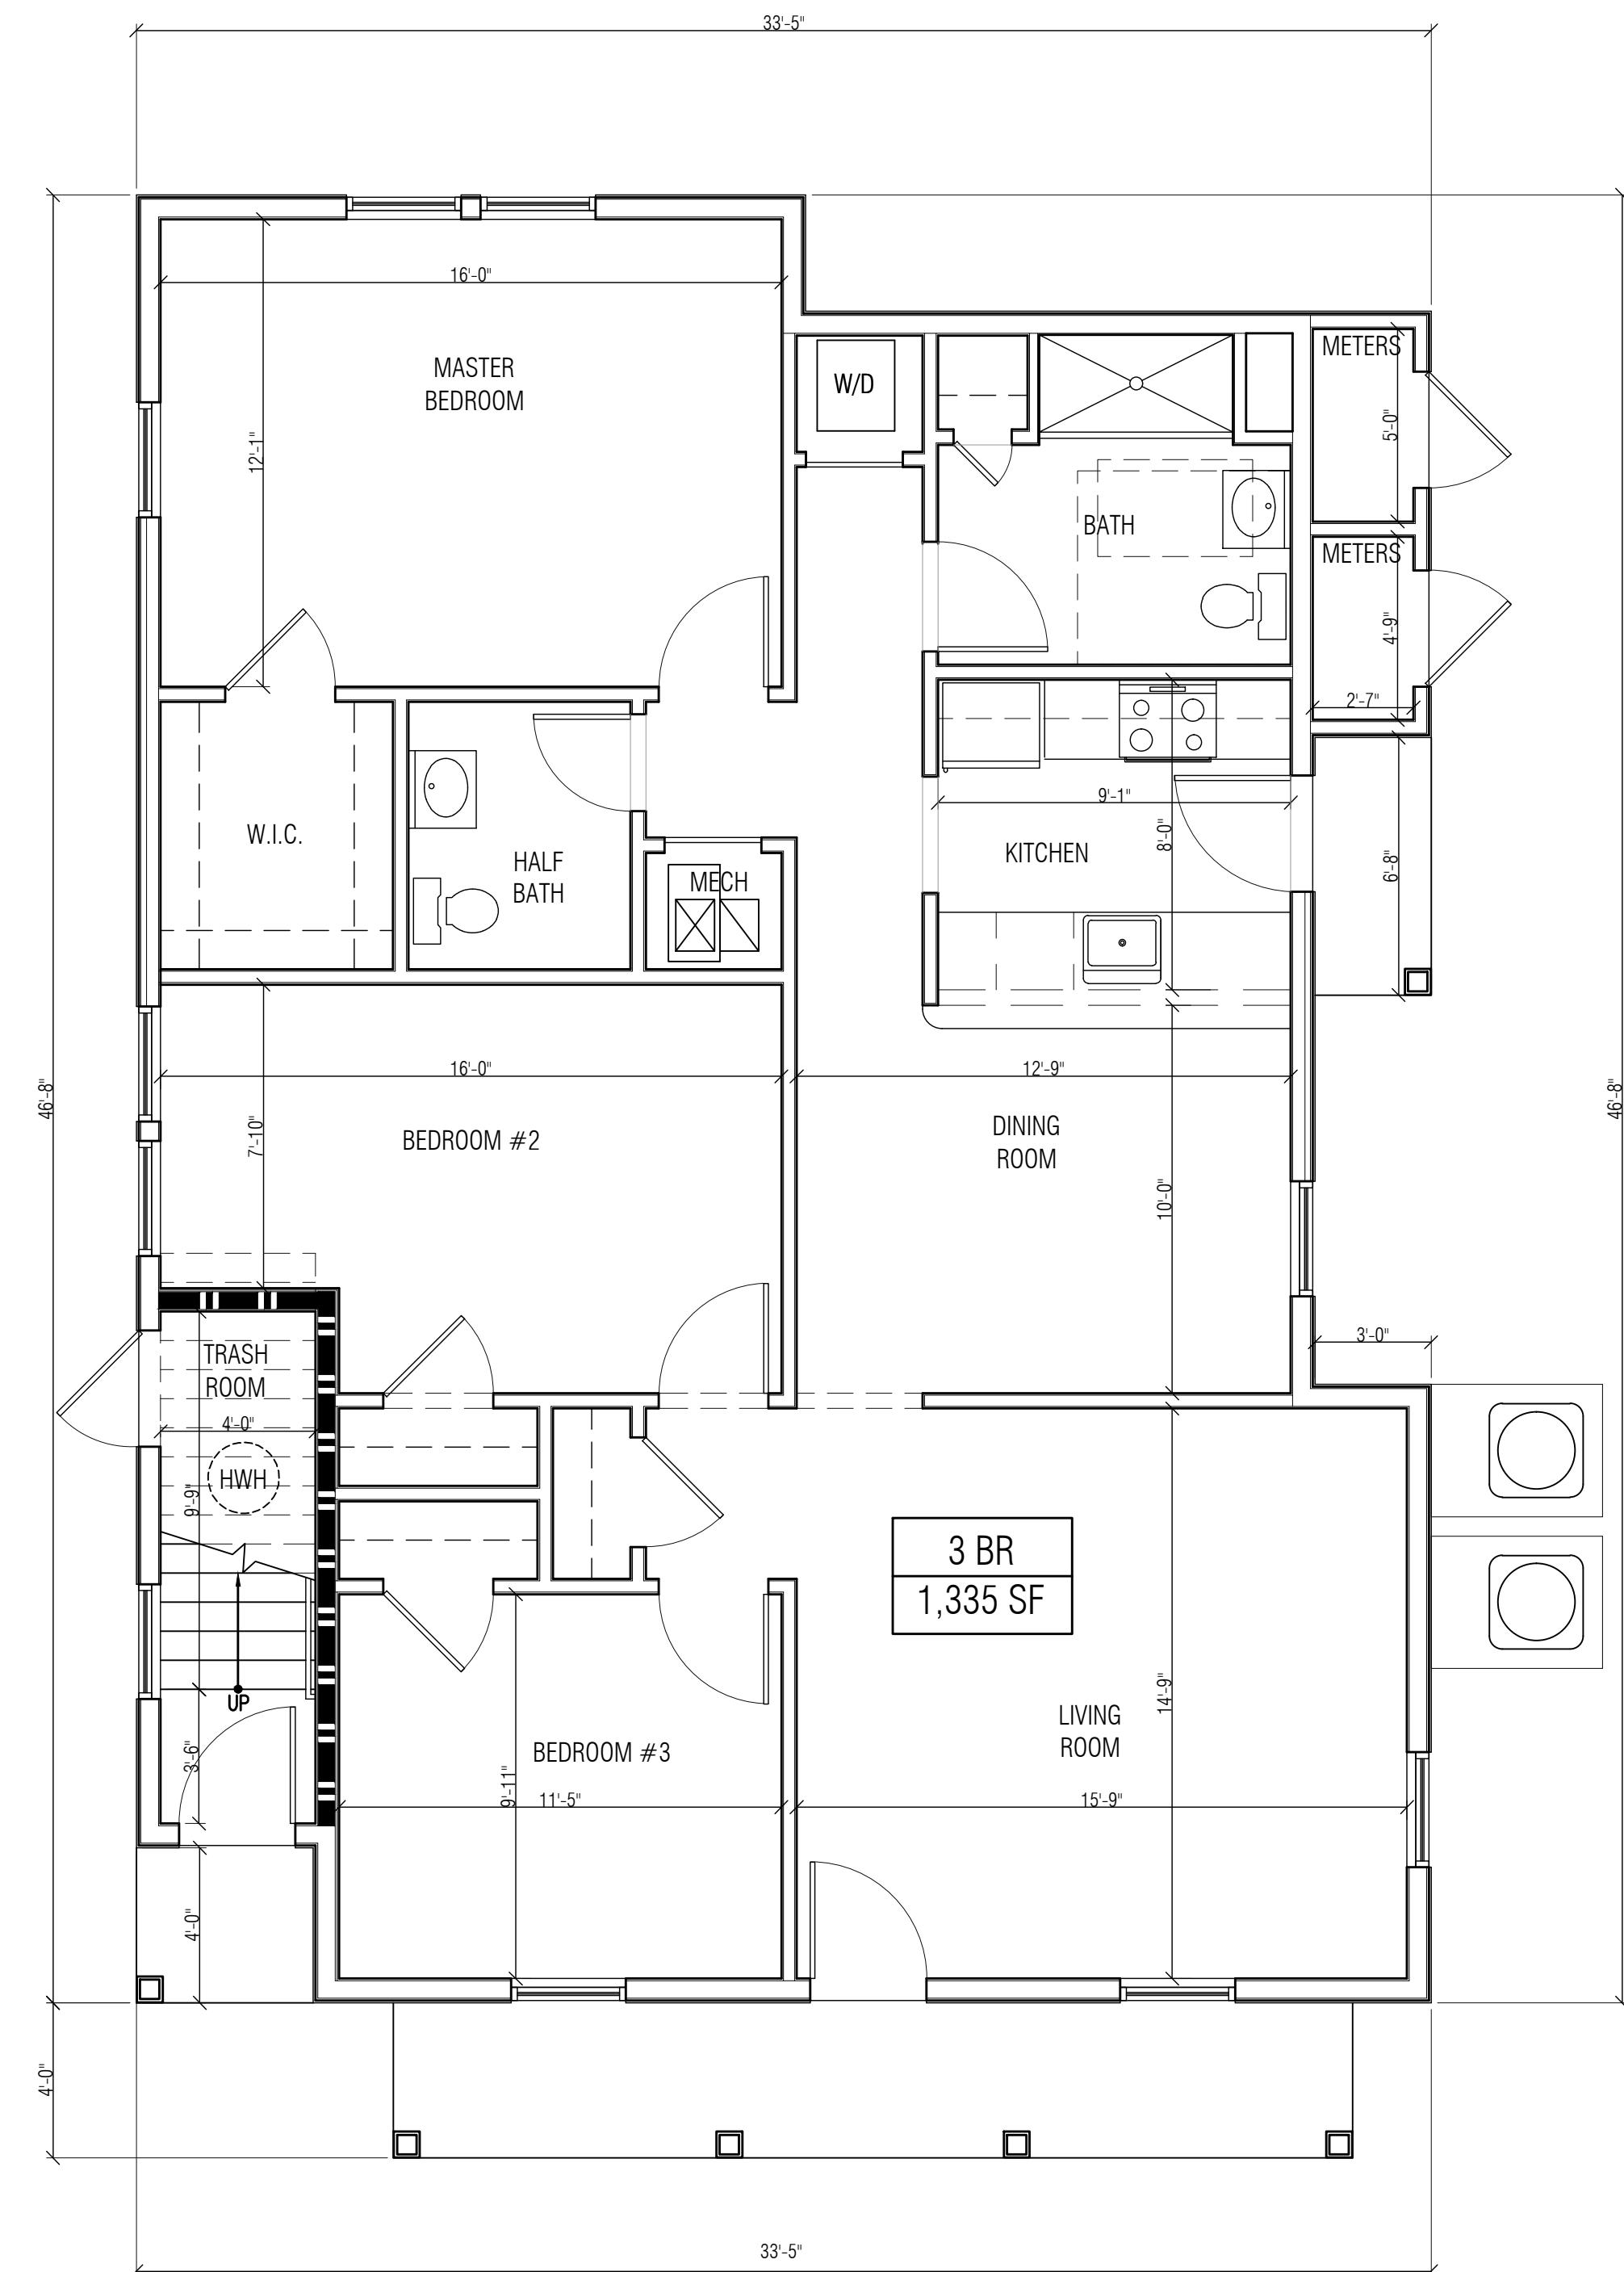 33'-5"
16'-0"
MASTER
BEDROOM
12'-1"
W/D
METERS
5'-0"
BATH
METERS
4'-9"
2'-7"
9'-1"
8'-0"
KITCHEN
6'-8"
W.I.C.
HALF
BATH
MECH
46'-8"
46'-8"
16'-0"
12'-9"
7'-10"
BEDROOM #2
DINING
ROOM
10'-0"
3'-0"
TRASH
ROOM
4'-0"
HWH
9'-9"
3 BR
1,335 SF
UP
3'-6"
BEDROOM #3
9'-11"
11'-5"
14'-9"
LIVING
ROOM
15'-9"
4'-0"
4'-0"
33'-5"